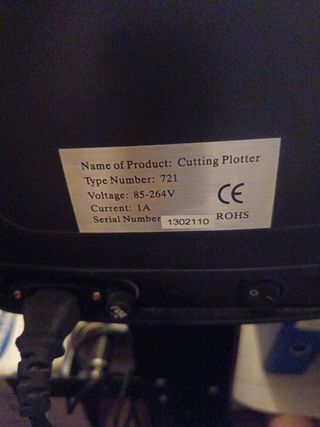 Name of Product: Cutting Plotter
Type Number: 721
Voltage: 85-264V
Current: 1A
Serial Number 1302110
CE
ROHS